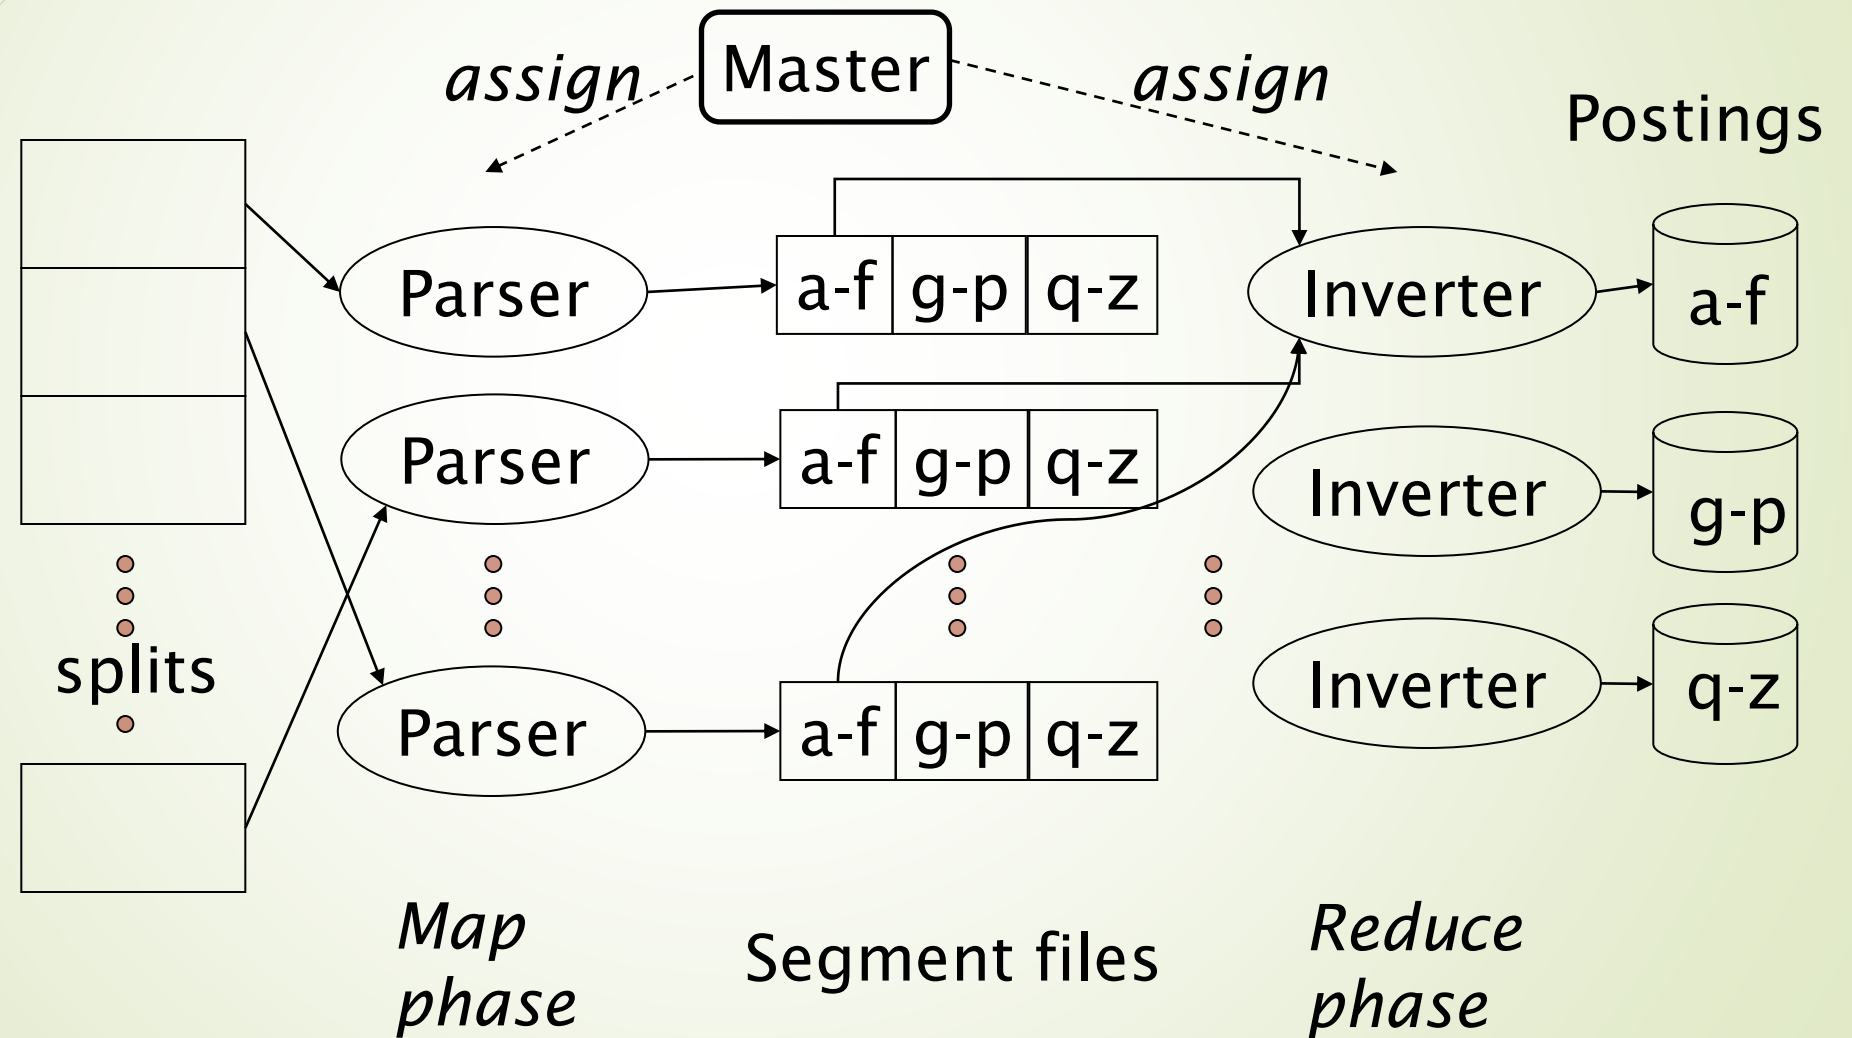 assign
Master
assign
Postings
Parser
a-f g-p q-z
Inverter
a-f
Parser
a-f g-p q-z
Inverter
g-p
splits
Parser
a-f g-p q-z
Inverter
q-z
Map
phase
Segment files
Reduce
phase